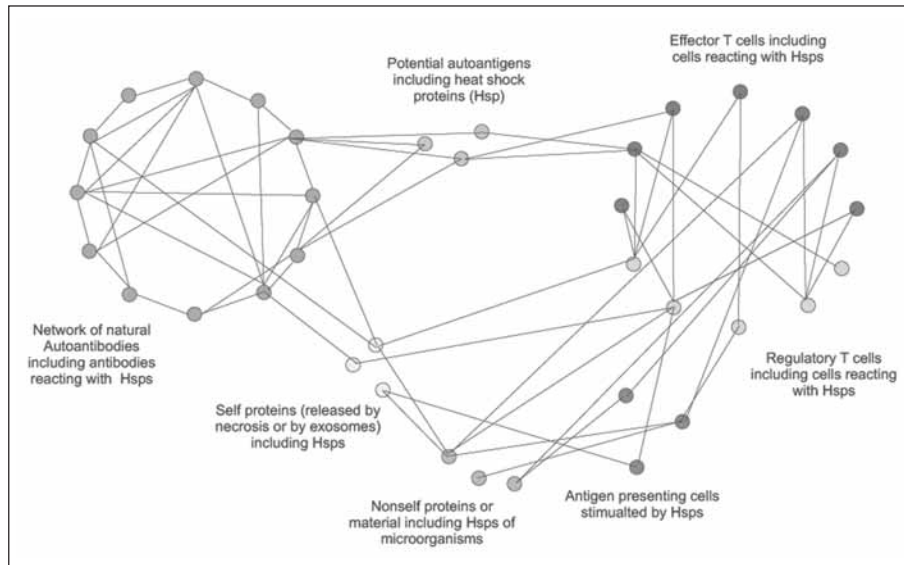 Potential autoantigens
including heat shock
proteins (Hsp)
Effector T cells including
cells reacting with Hsps
Network of natural
Autoantibodies
including antibodies
reacting with Hsps
Self proteins (released by
necrosis or by exosomes)
including Hsps
Nonself proteins or
material including Hsps of
microorganisms
Antigen presenting cells
stimualted by Hsps
Regulatory T cells
including cells reacting
with Hsps